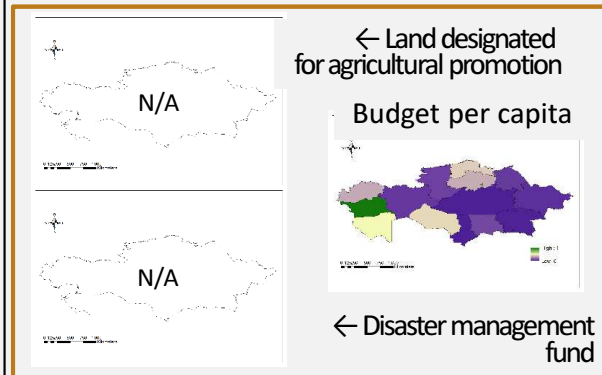 ← Land designated
for agricultural promotion
N/A
Budget per capita
N/A
← Disaster management
fund